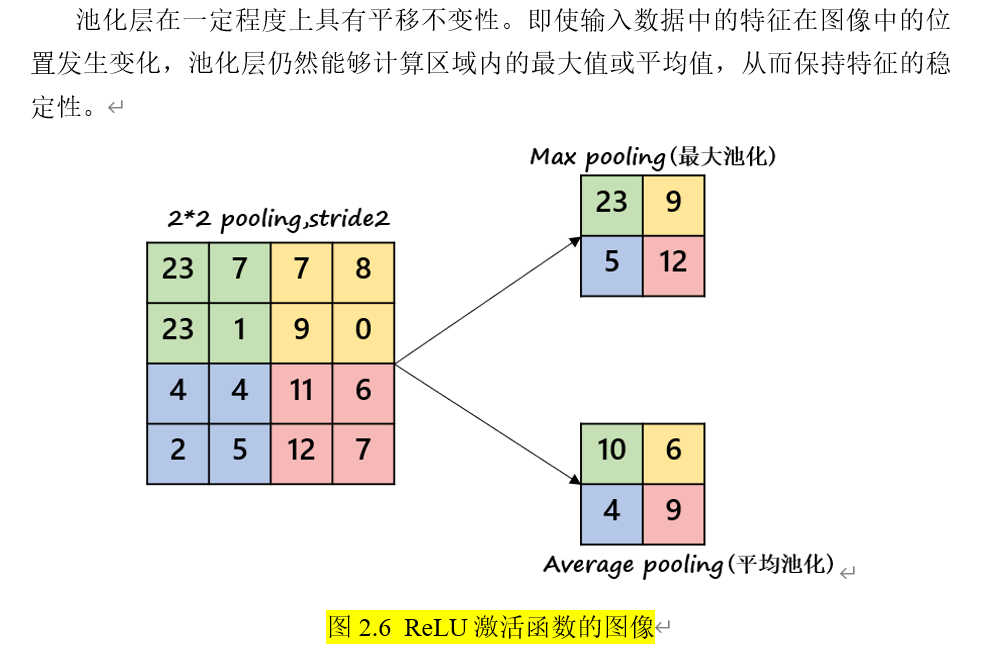 池化层在一定程度上具有平移不变性。即使输入数据中的特征在图像中的位
置发生变化，池化层仍然能够计算区域内的最大值或平均值，从而保持特征的稳
定性。
Max pooling(最大池化)
23 9
5 12
2*2 pooling,stride2
23 7 7 8
23 1 9 0
4 4 11 6
2 5 12 7
10 6
4 9
Average pooling(平均池化)
图 2.6 ReLU 激活函数的图像